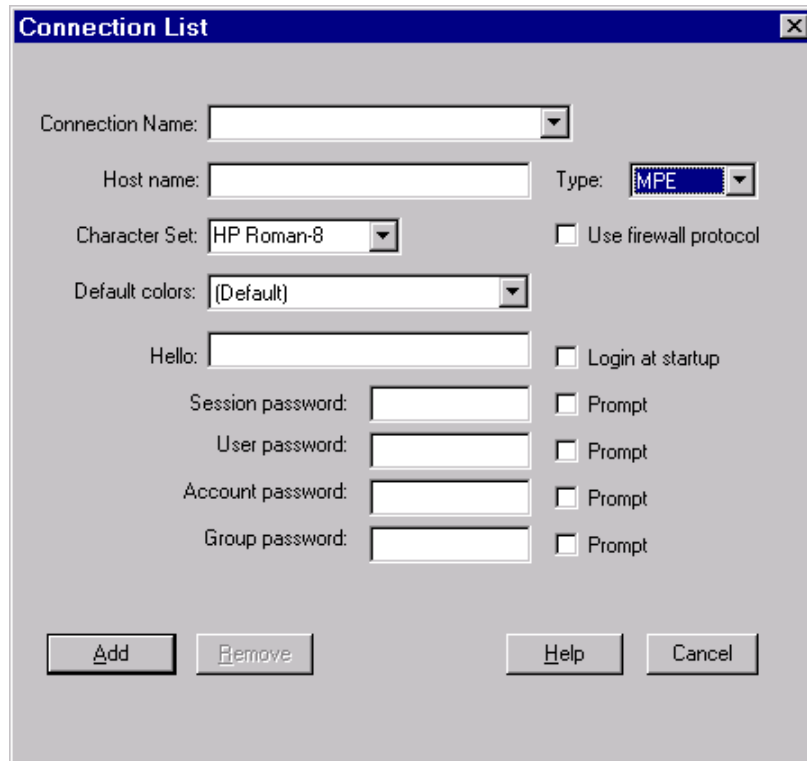 Connection List
Connection Name:
Host name: Type: MPE
Character Set: HP Roman-8 Use firewall protocol
Default colors: (Default)
Hello: Login at startup
Session password: Prompt
User password: Prompt
Account password: Prompt
Group password: Prompt
Add Remove Help Cancel